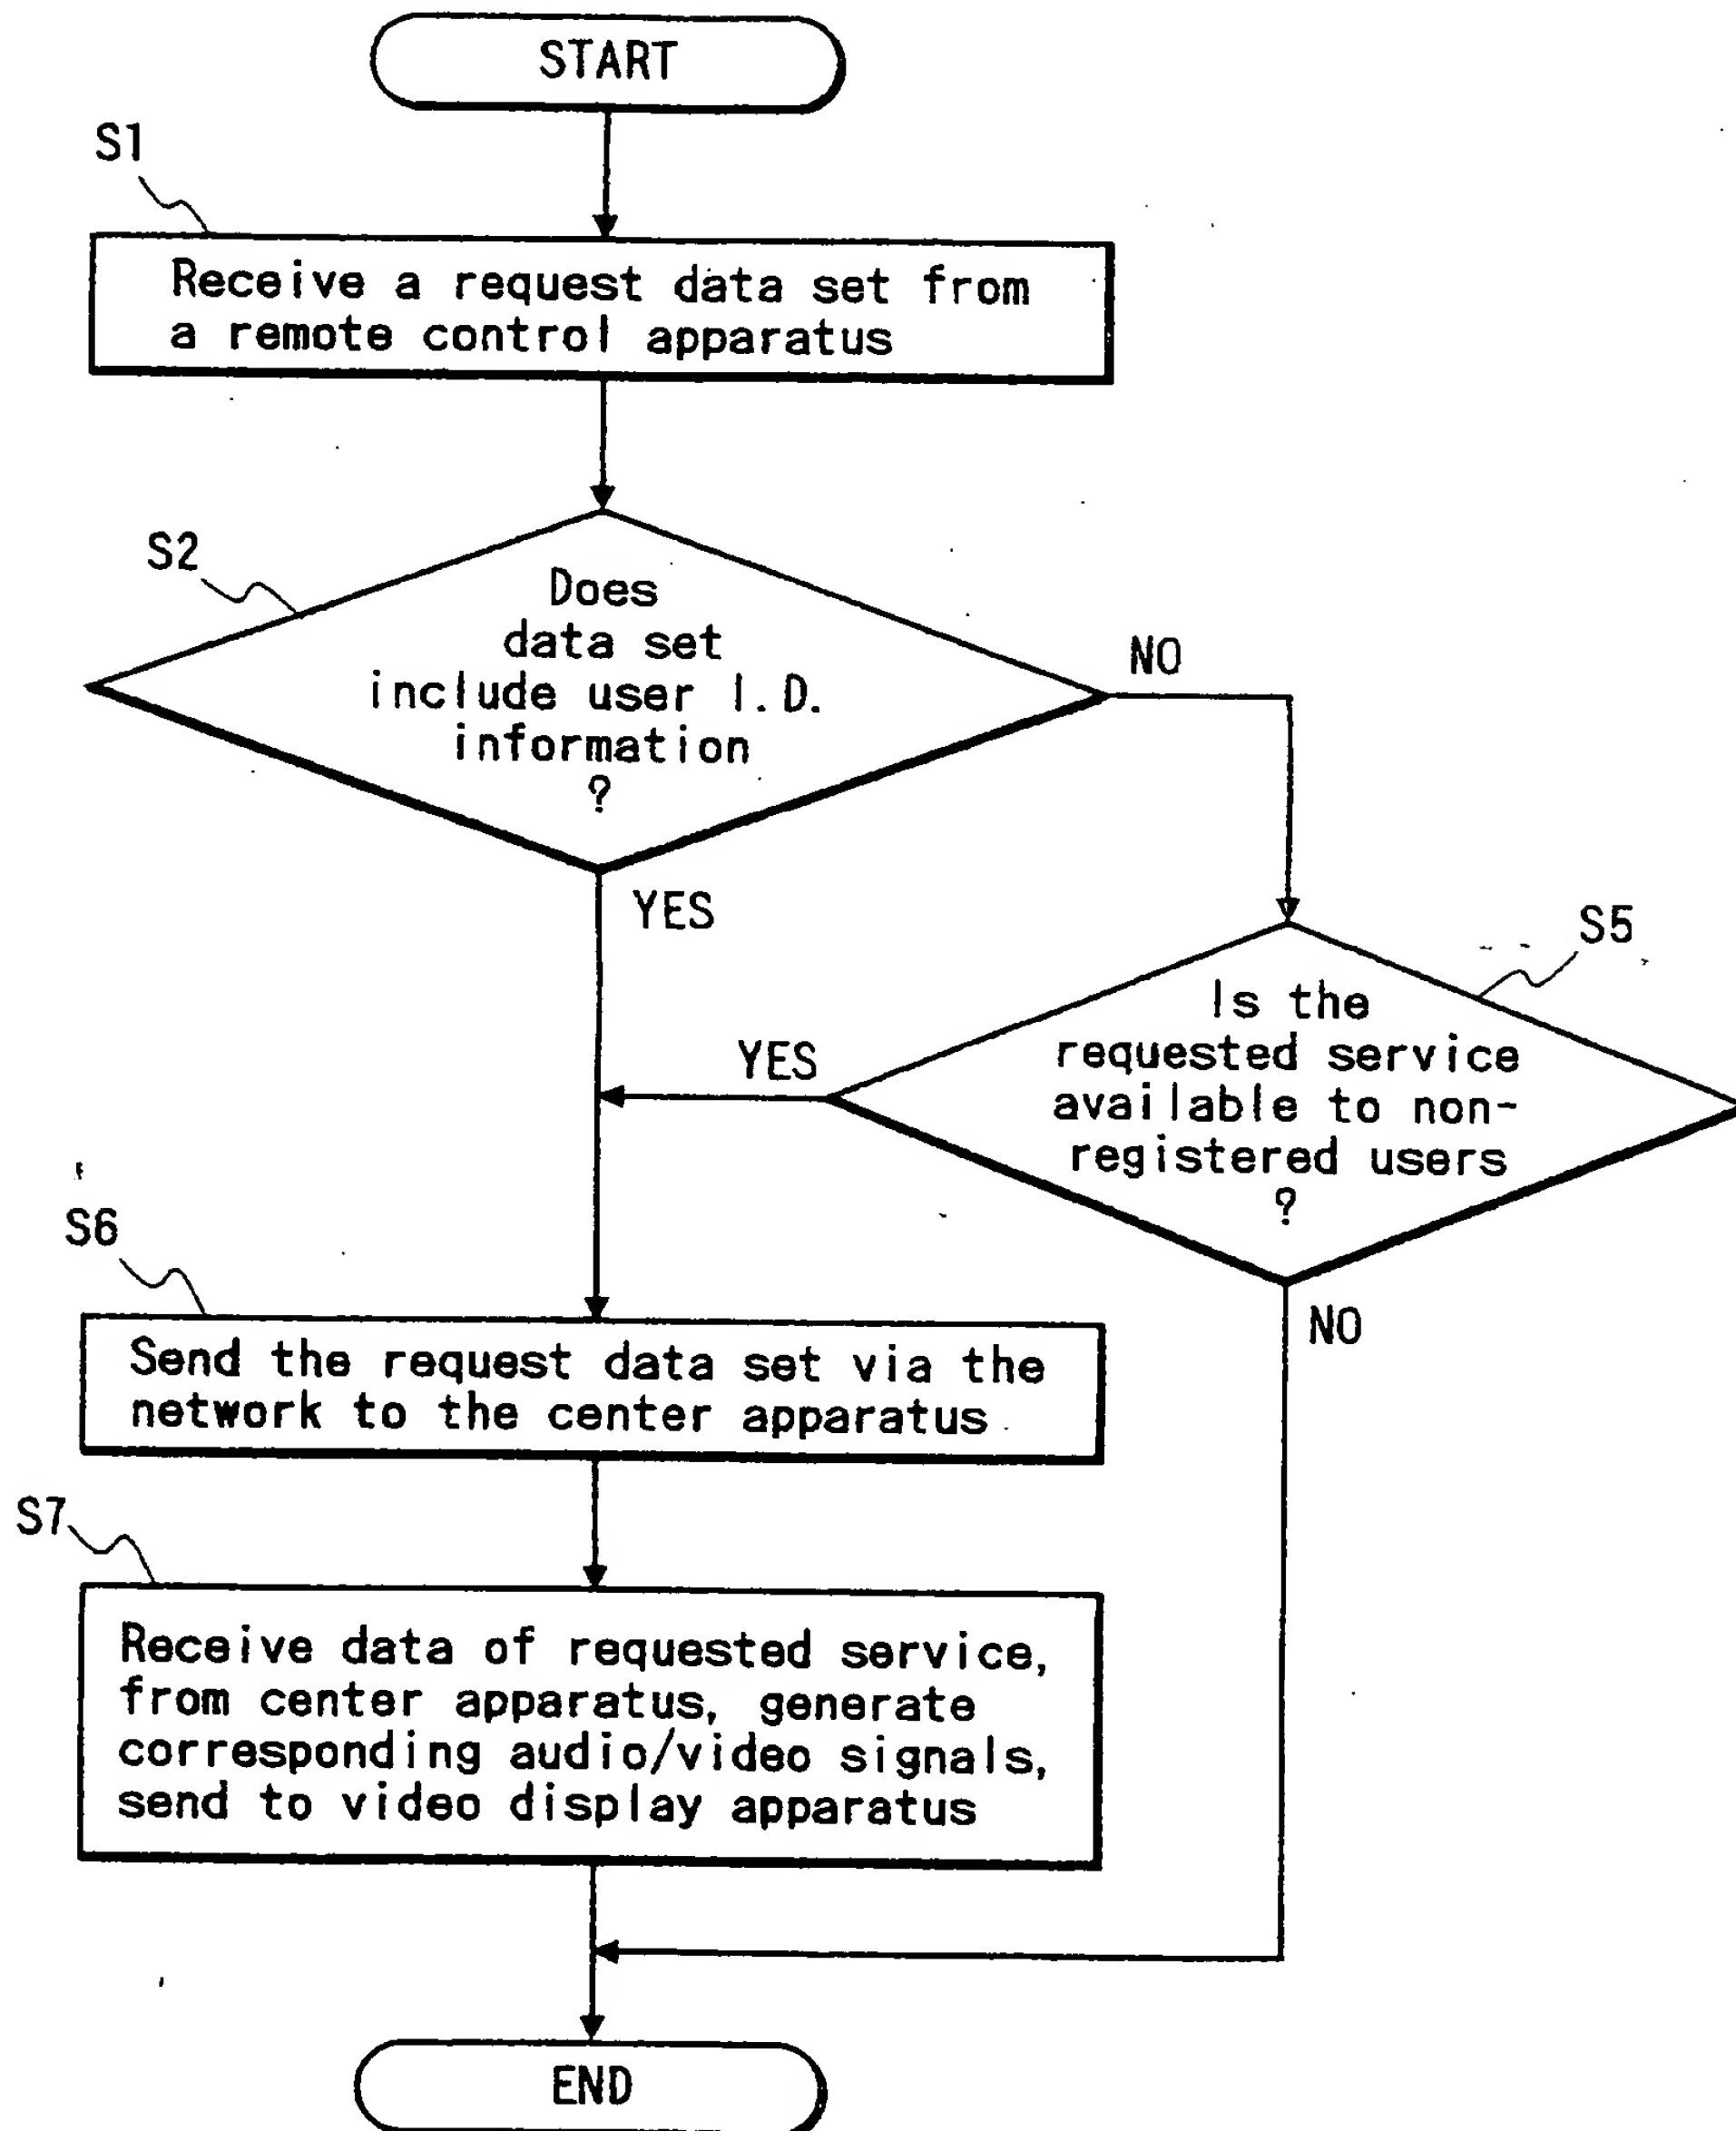 START
S1
Receive a request data set from
a remote control apparatus
S2
Does
data set
include user I.D.
information
?
NO
YES
S5
Is the
requested service
available to non-
registered users
?
YES
NO
S6
Send the request data set via the
network to the center apparatus
S7
Receive data of requested service,
from center apparatus, generate
corresponding audio/video signals,
send to video display apparatus
END